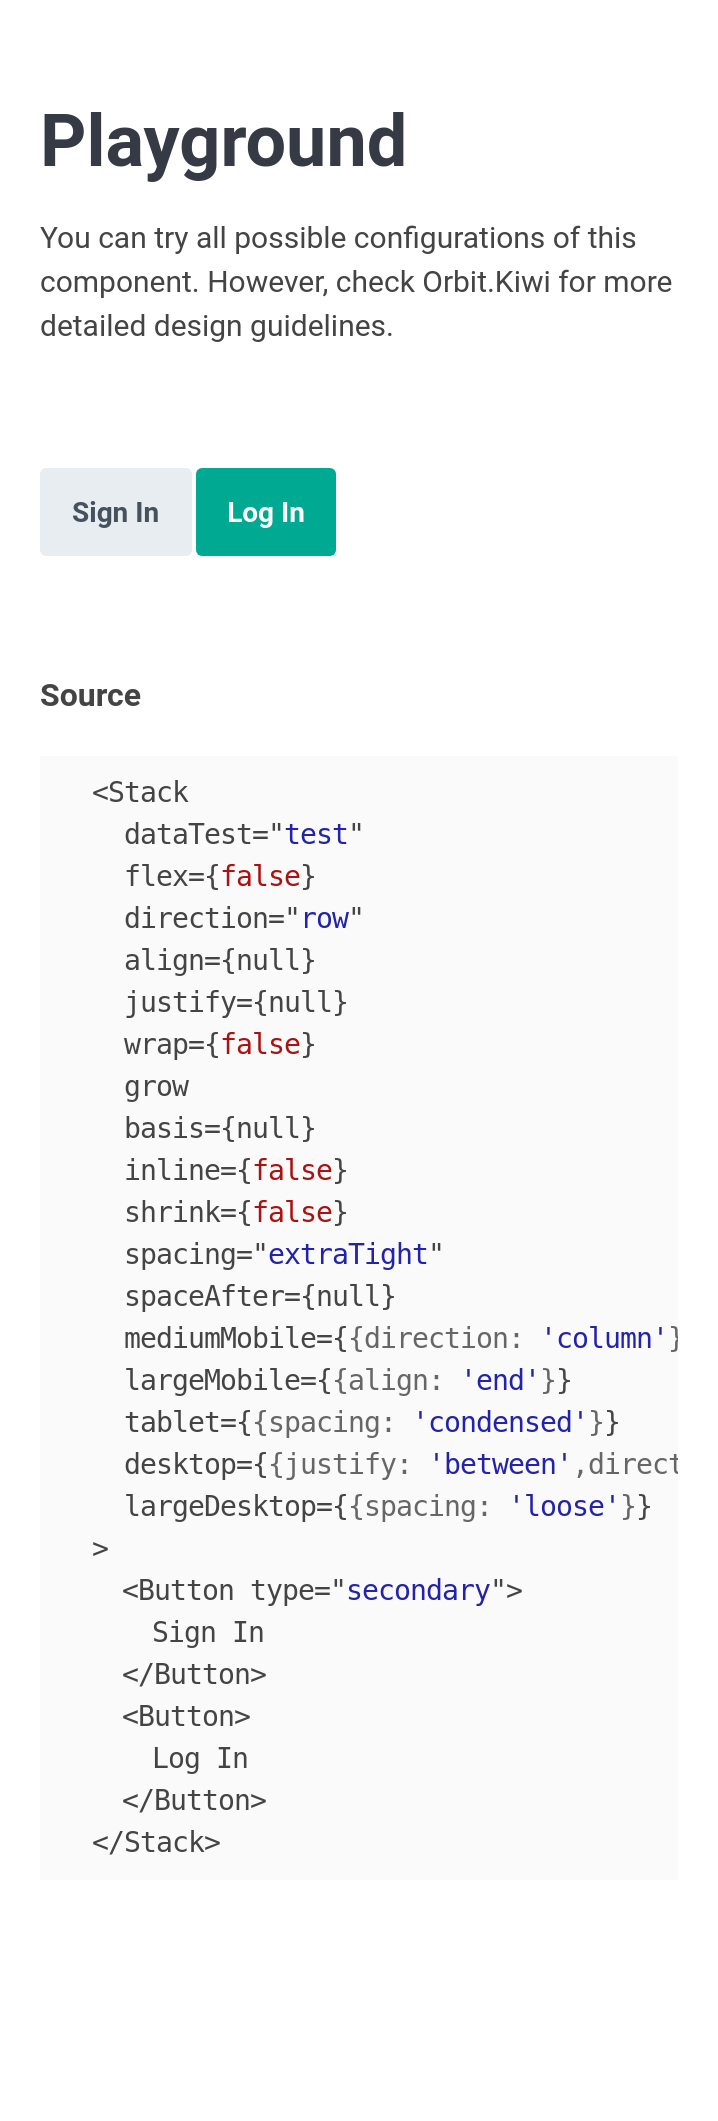 Playground
You can try all possible configurations of this
component. However, check Orbit.Kiwi for more
detailed design guidelines.
Sign In Log In
Source
<Stack
dataTest="test"
flex={false}
direction="row"
align={null}
justify={null}
wrap={false}
grow
basis={null}
inline={false}
shrink={false}
spacing="extraTight"
spaceAfter={null}
mediumMobile={{direction: 'column'}
largeMobile={{align: 'end'}}
tablet={{spacing: 'condensed'}}
desktop={{justify: 'between',direct
largeDesktop={{spacing: 'loose'}}
>
<Button type="secondary">
Sign In
</Button>
<Button>
Log In
</Button>
</Stack>